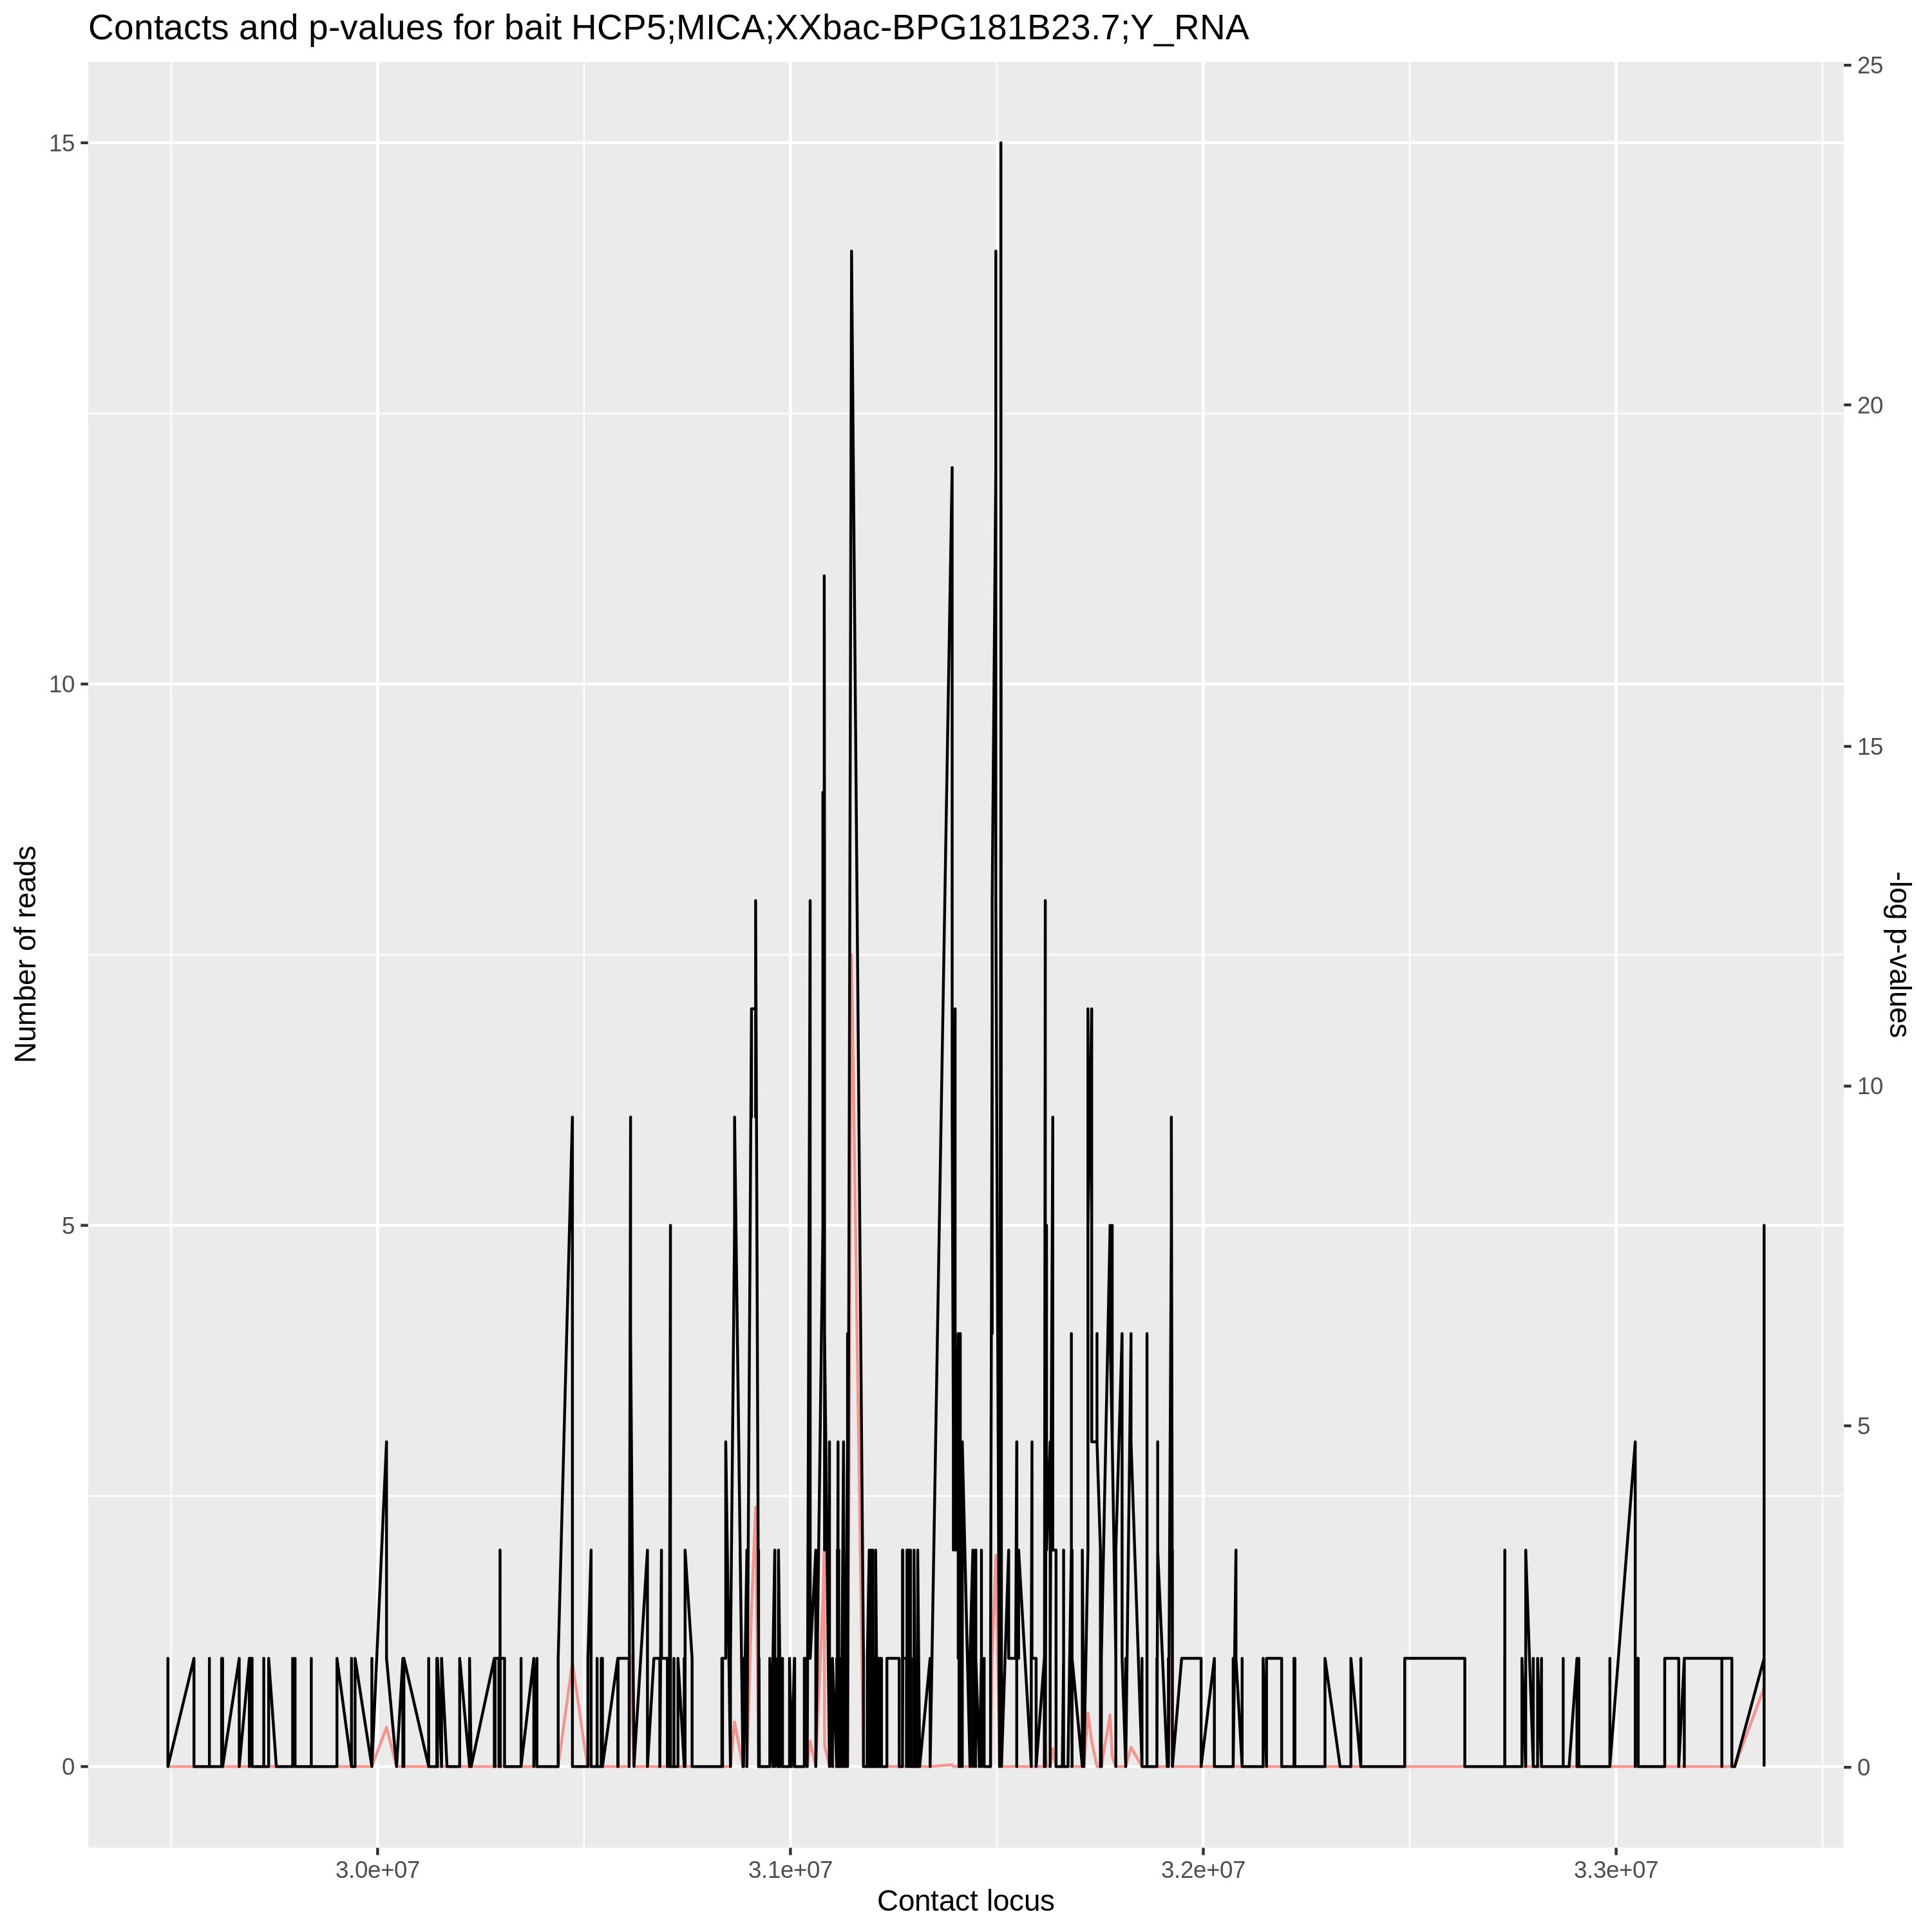 Contacts and p-values for bait HCP5;MICA;XXbac-BPG181B23.7;Y_RNA
25
15
20
10
15
10
5
5
0
0
Number of reads
-log p-values
3.0e+07
3.1e+07
3.2e+07
3.3e+07
Contact locus